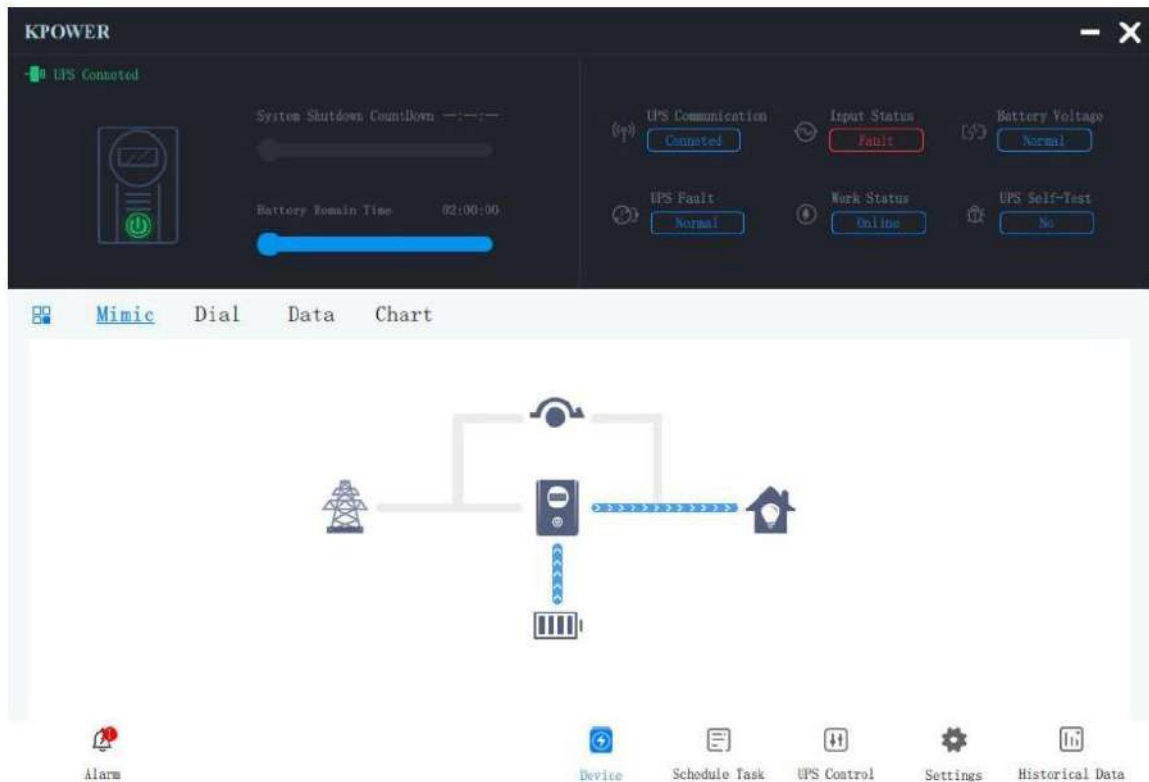 KPOWER
UPS Conneted
System Shutdown CountDown --:--:--
Battery Remain Time 02:00:00
UPS Communication
Conneted
Input Status
Fault
Battery Voltage
Normal
UPS Fault
Normal
Work Status
Online
UPS Self-Test
No
Mimic Dial Data Chart
Alarm
Device
Schedule Task
UPS Control
Settings
Historical Data